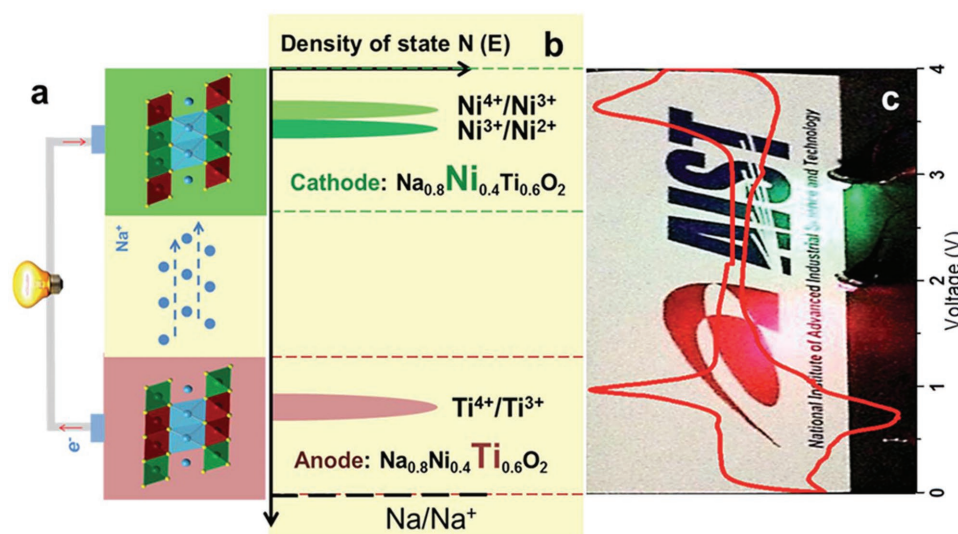 a
Na⁺
e⁻
Density of state N (E)
b
Ni⁴⁺/Ni³⁺
Ni³⁺/Ni²⁺
Cathode: Na₀.₈Ni₀.₄Ti₀.₆O₂
Ti⁴⁺/Ti³⁺
Anode: Na₀.₈Ni₀.₄Ti₀.₆O₂
Na/Na⁺
c
AIST
National Institute of Advanced Industrial Science and Technology
4
3
2
1
0
Voltage (V)